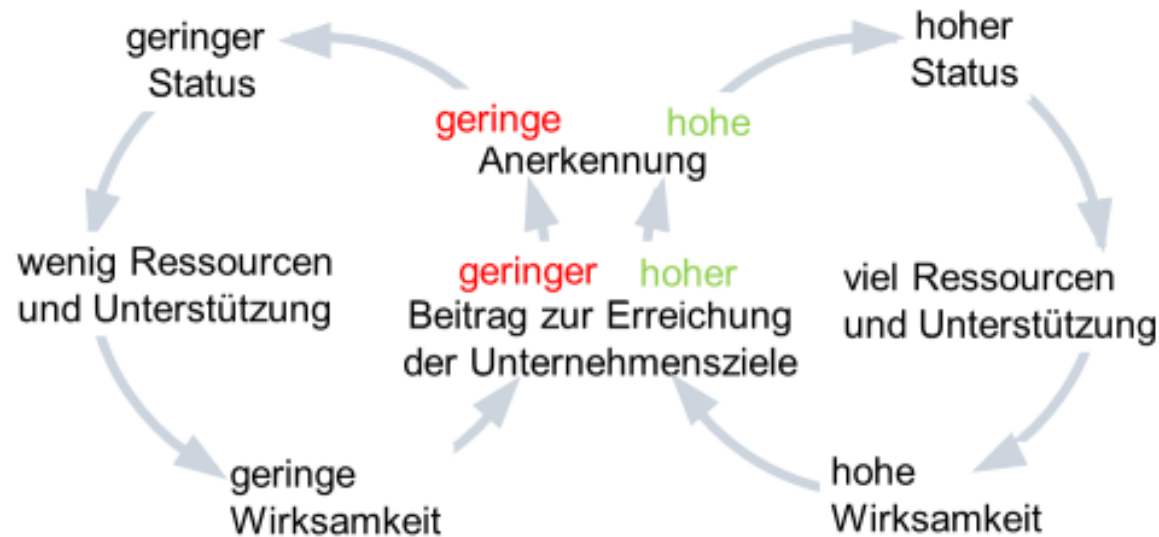 geringer
Status
hoher
Status
geringe hohe
Anerkennung
wenig Ressourcen
und Unterstützung
geringer hoher
Beitrag zur Erreichung
der Unternehmensziele
viel Ressourcen
und Unterstützung
geringe
Wirksamkeit
hohe
Wirksamkeit